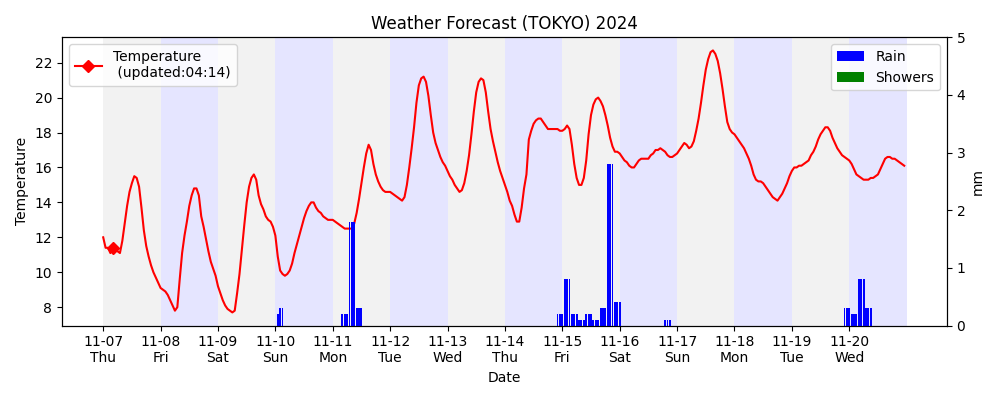 Weather Forecast (TOKYO) 2024
Temperature
(updated:04:14)
Rain
Showers
Temperature
22
20
18
16
14
12
10
8
5
4
3
2
1
0
mm
11-07 11-08 11-09 11-10 11-11 11-12 11-13 11-14 11-15 11-16 11-17 11-18 11-19 11-20
Thu Fri Sat Sun Mon Tue Wed Thu Fri Sat Sun Mon Tue Wed
Date